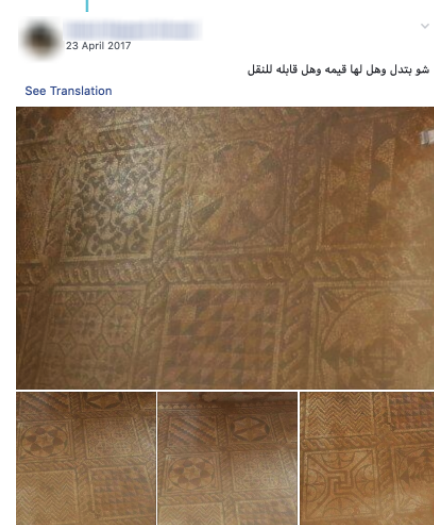 23 April 2017
شو بتدل وهل لها قيمه وهل قابله للنقل
See Translation